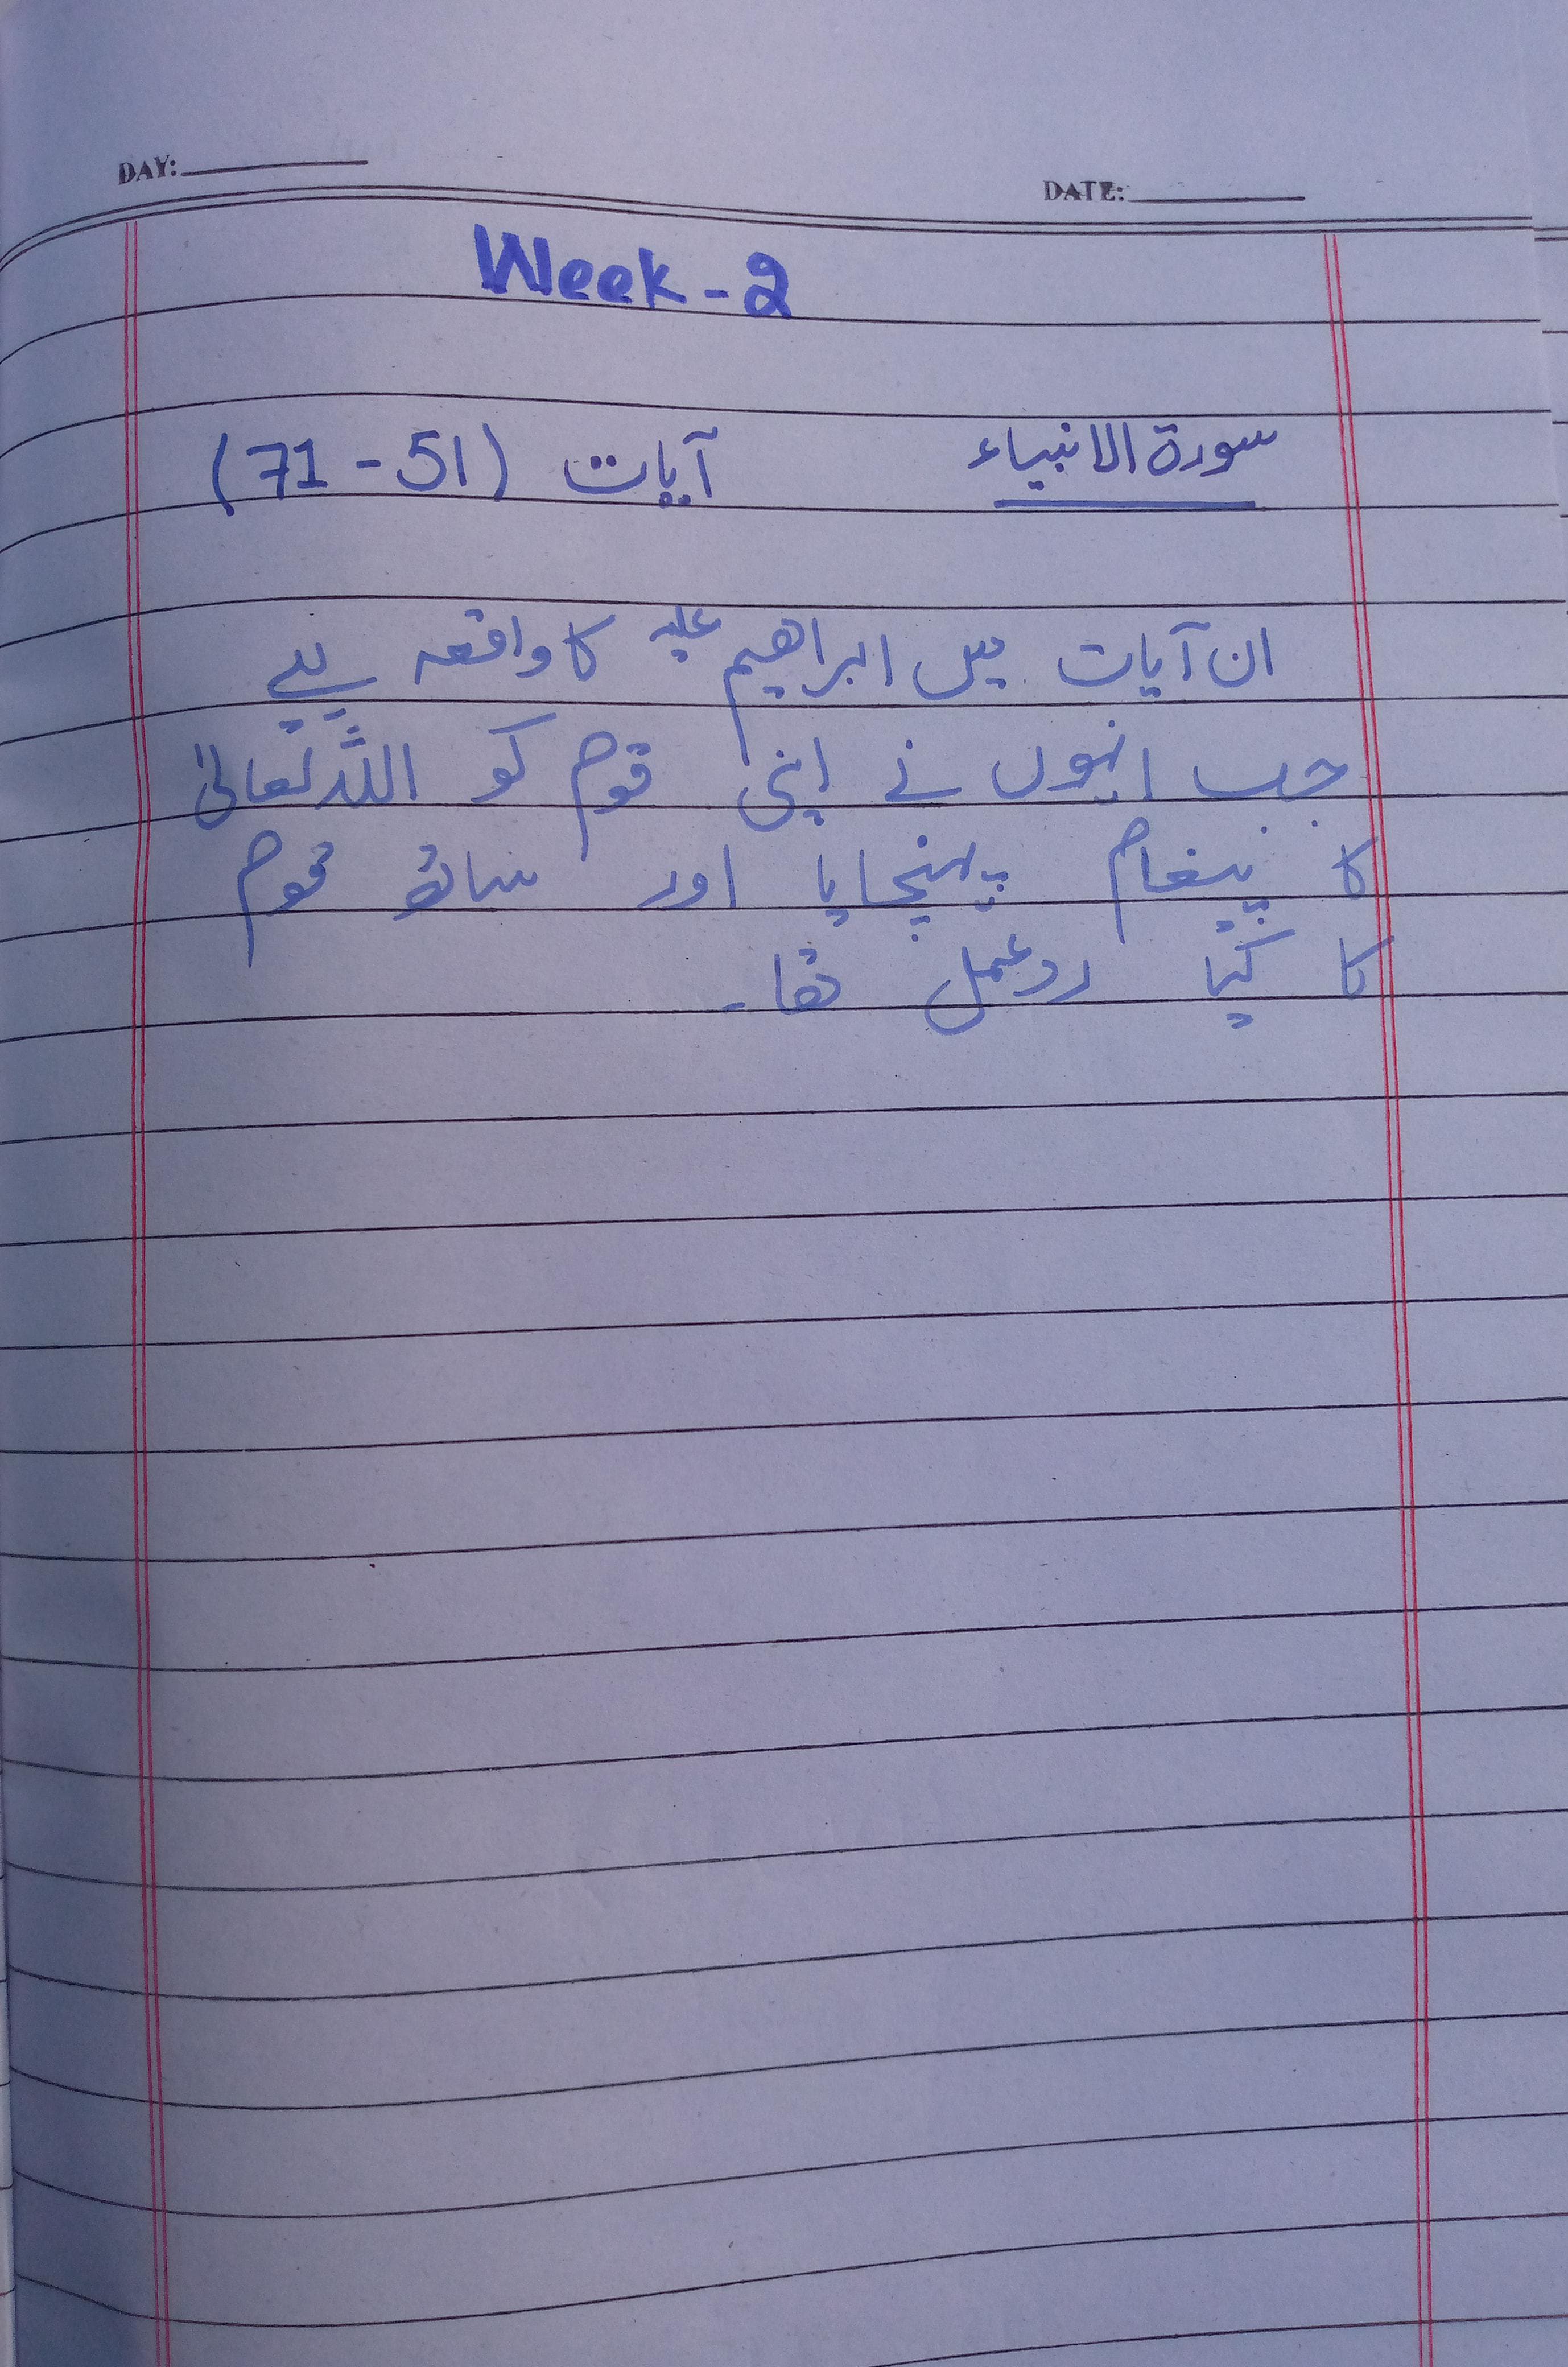 DAY: DATE:
Week - 2
سورة الانبیاء آیات (51 - 71)
ان آیات میں ابراھیم علیہ کا واقعہ ہے
جب انہوں نے اپنی قوم کو اللہ تعالیٰ
کا پیغام پہنچایا اور ساتھ قوم
کا کیا ردعمل تھا۔